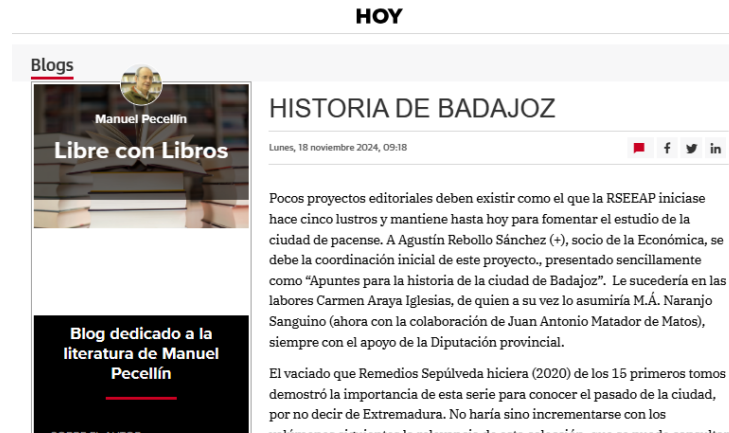 HOY
Blogs
Manuel Pecellín
Libre con Libros
Blog dedicado a la
literatura de Manuel
Pecellín
HISTORIA DE BADAJOZ
Lunes, 18 noviembre 2024, 09:18
Pocos proyectos editoriales deben existir como el que la RSEEAP iniciase
hace cinco lustros y mantiene hasta hoy para fomentar el estudio de la
ciudad de pacense. A Agustín Rebollo Sánchez (+), socio de la Económica, se
debe la coordinación inicial de este proyecto., presentado sencillamente
como “Apuntes para la historia de la ciudad de Badajoz”. Le sucedería en las
labores Carmen Araya Iglesias, de quien a su vez lo asumiría M.Á. Naranjo
Sanguino (ahora con la colaboración de Juan Antonio Matador de Matos),
siempre con el apoyo de la Diputación provincial.
El vaciado que Remedios Sepúlveda hiciera (2020) de los 15 primeros tomos
demostró la importancia de esta serie para conocer el pasado de la ciudad,
por no decir de Extremadura. No haría sino incrementarse con los